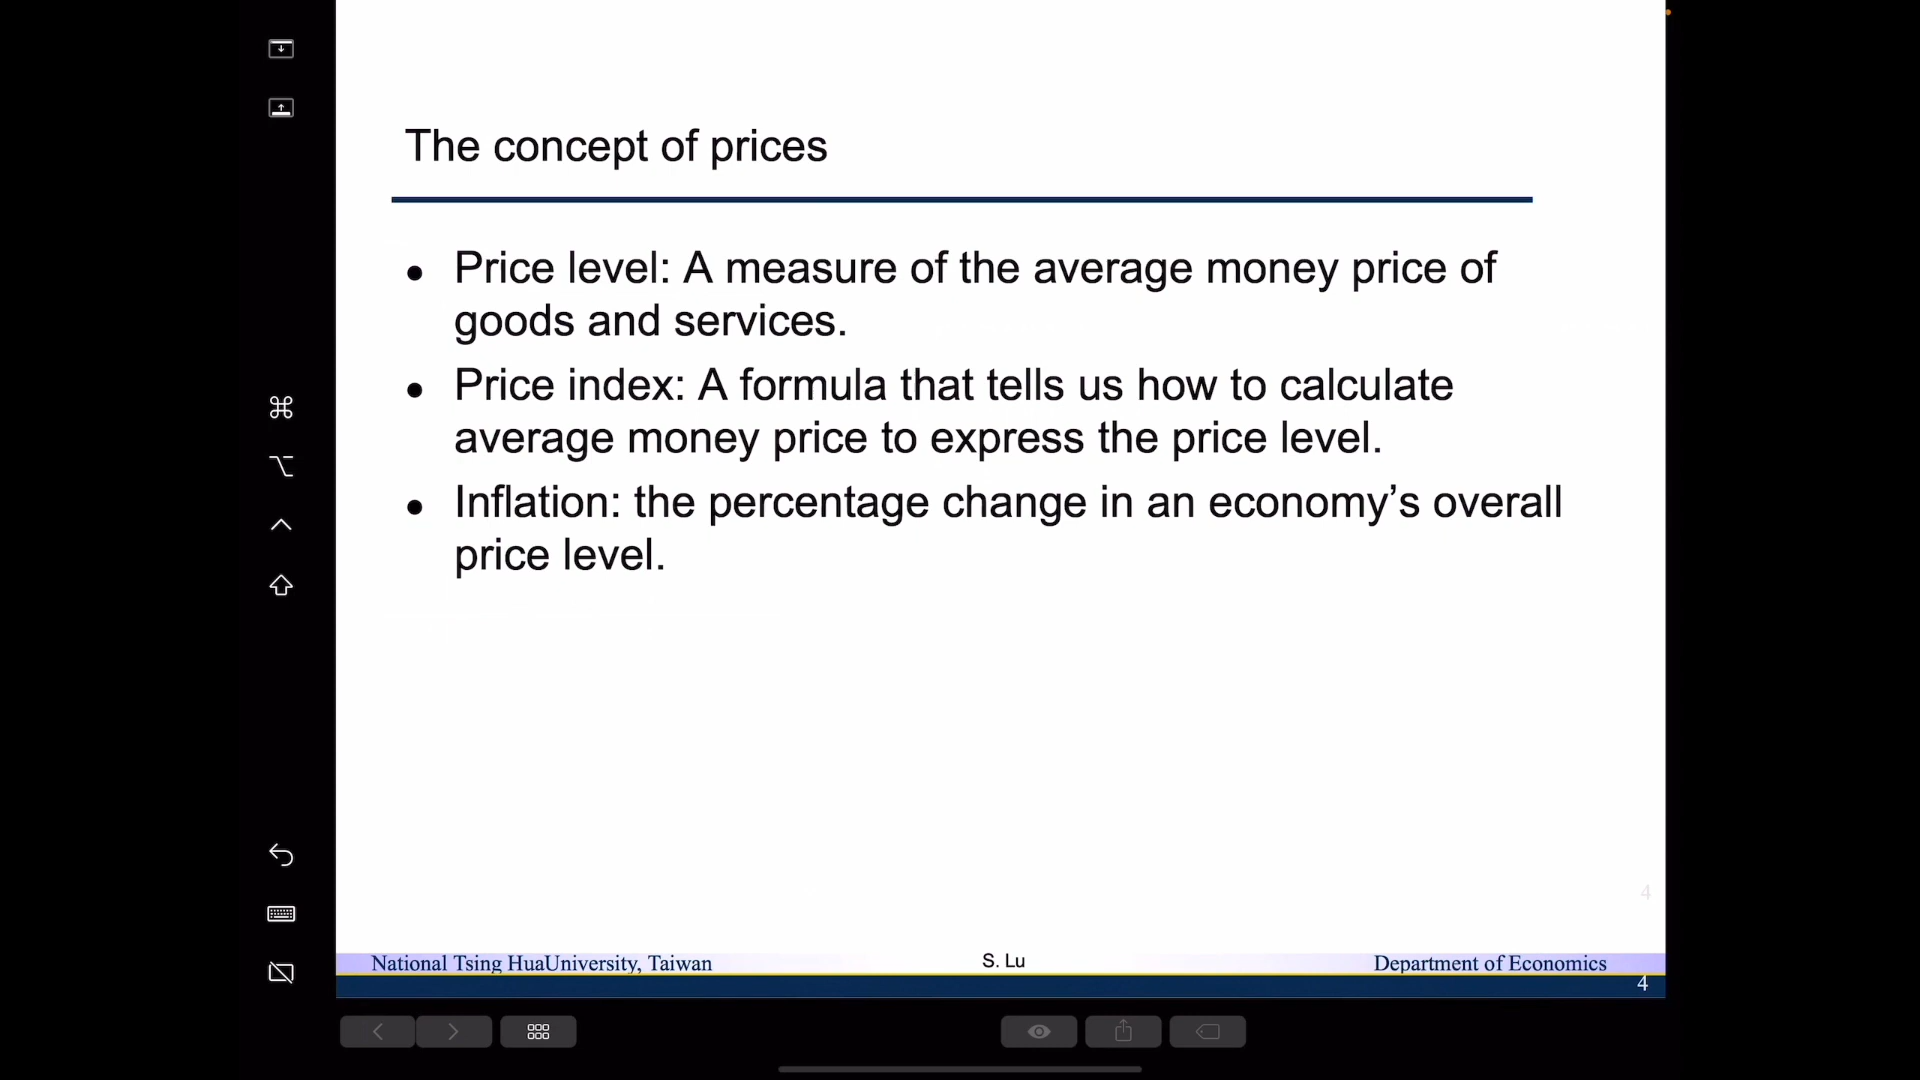 The concept of prices
● Price level: A measure of the average money price of
goods and services.
● Price index: A formula that tells us how to calculate
average money price to express the price level.
● Inflation: the percentage change in an economy’s overall
price level.
4
National Tsing HuaUniversity, Taiwan
S. Lu
Department of Economics
4